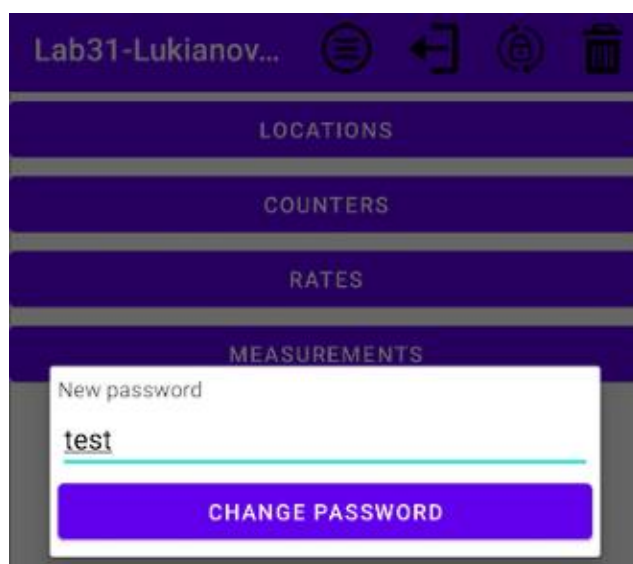 Lab31-Lukianov...
LOCATIONS
COUNTERS
RATES
MEASUREMENTS
New password
test
CHANGE PASSWORD